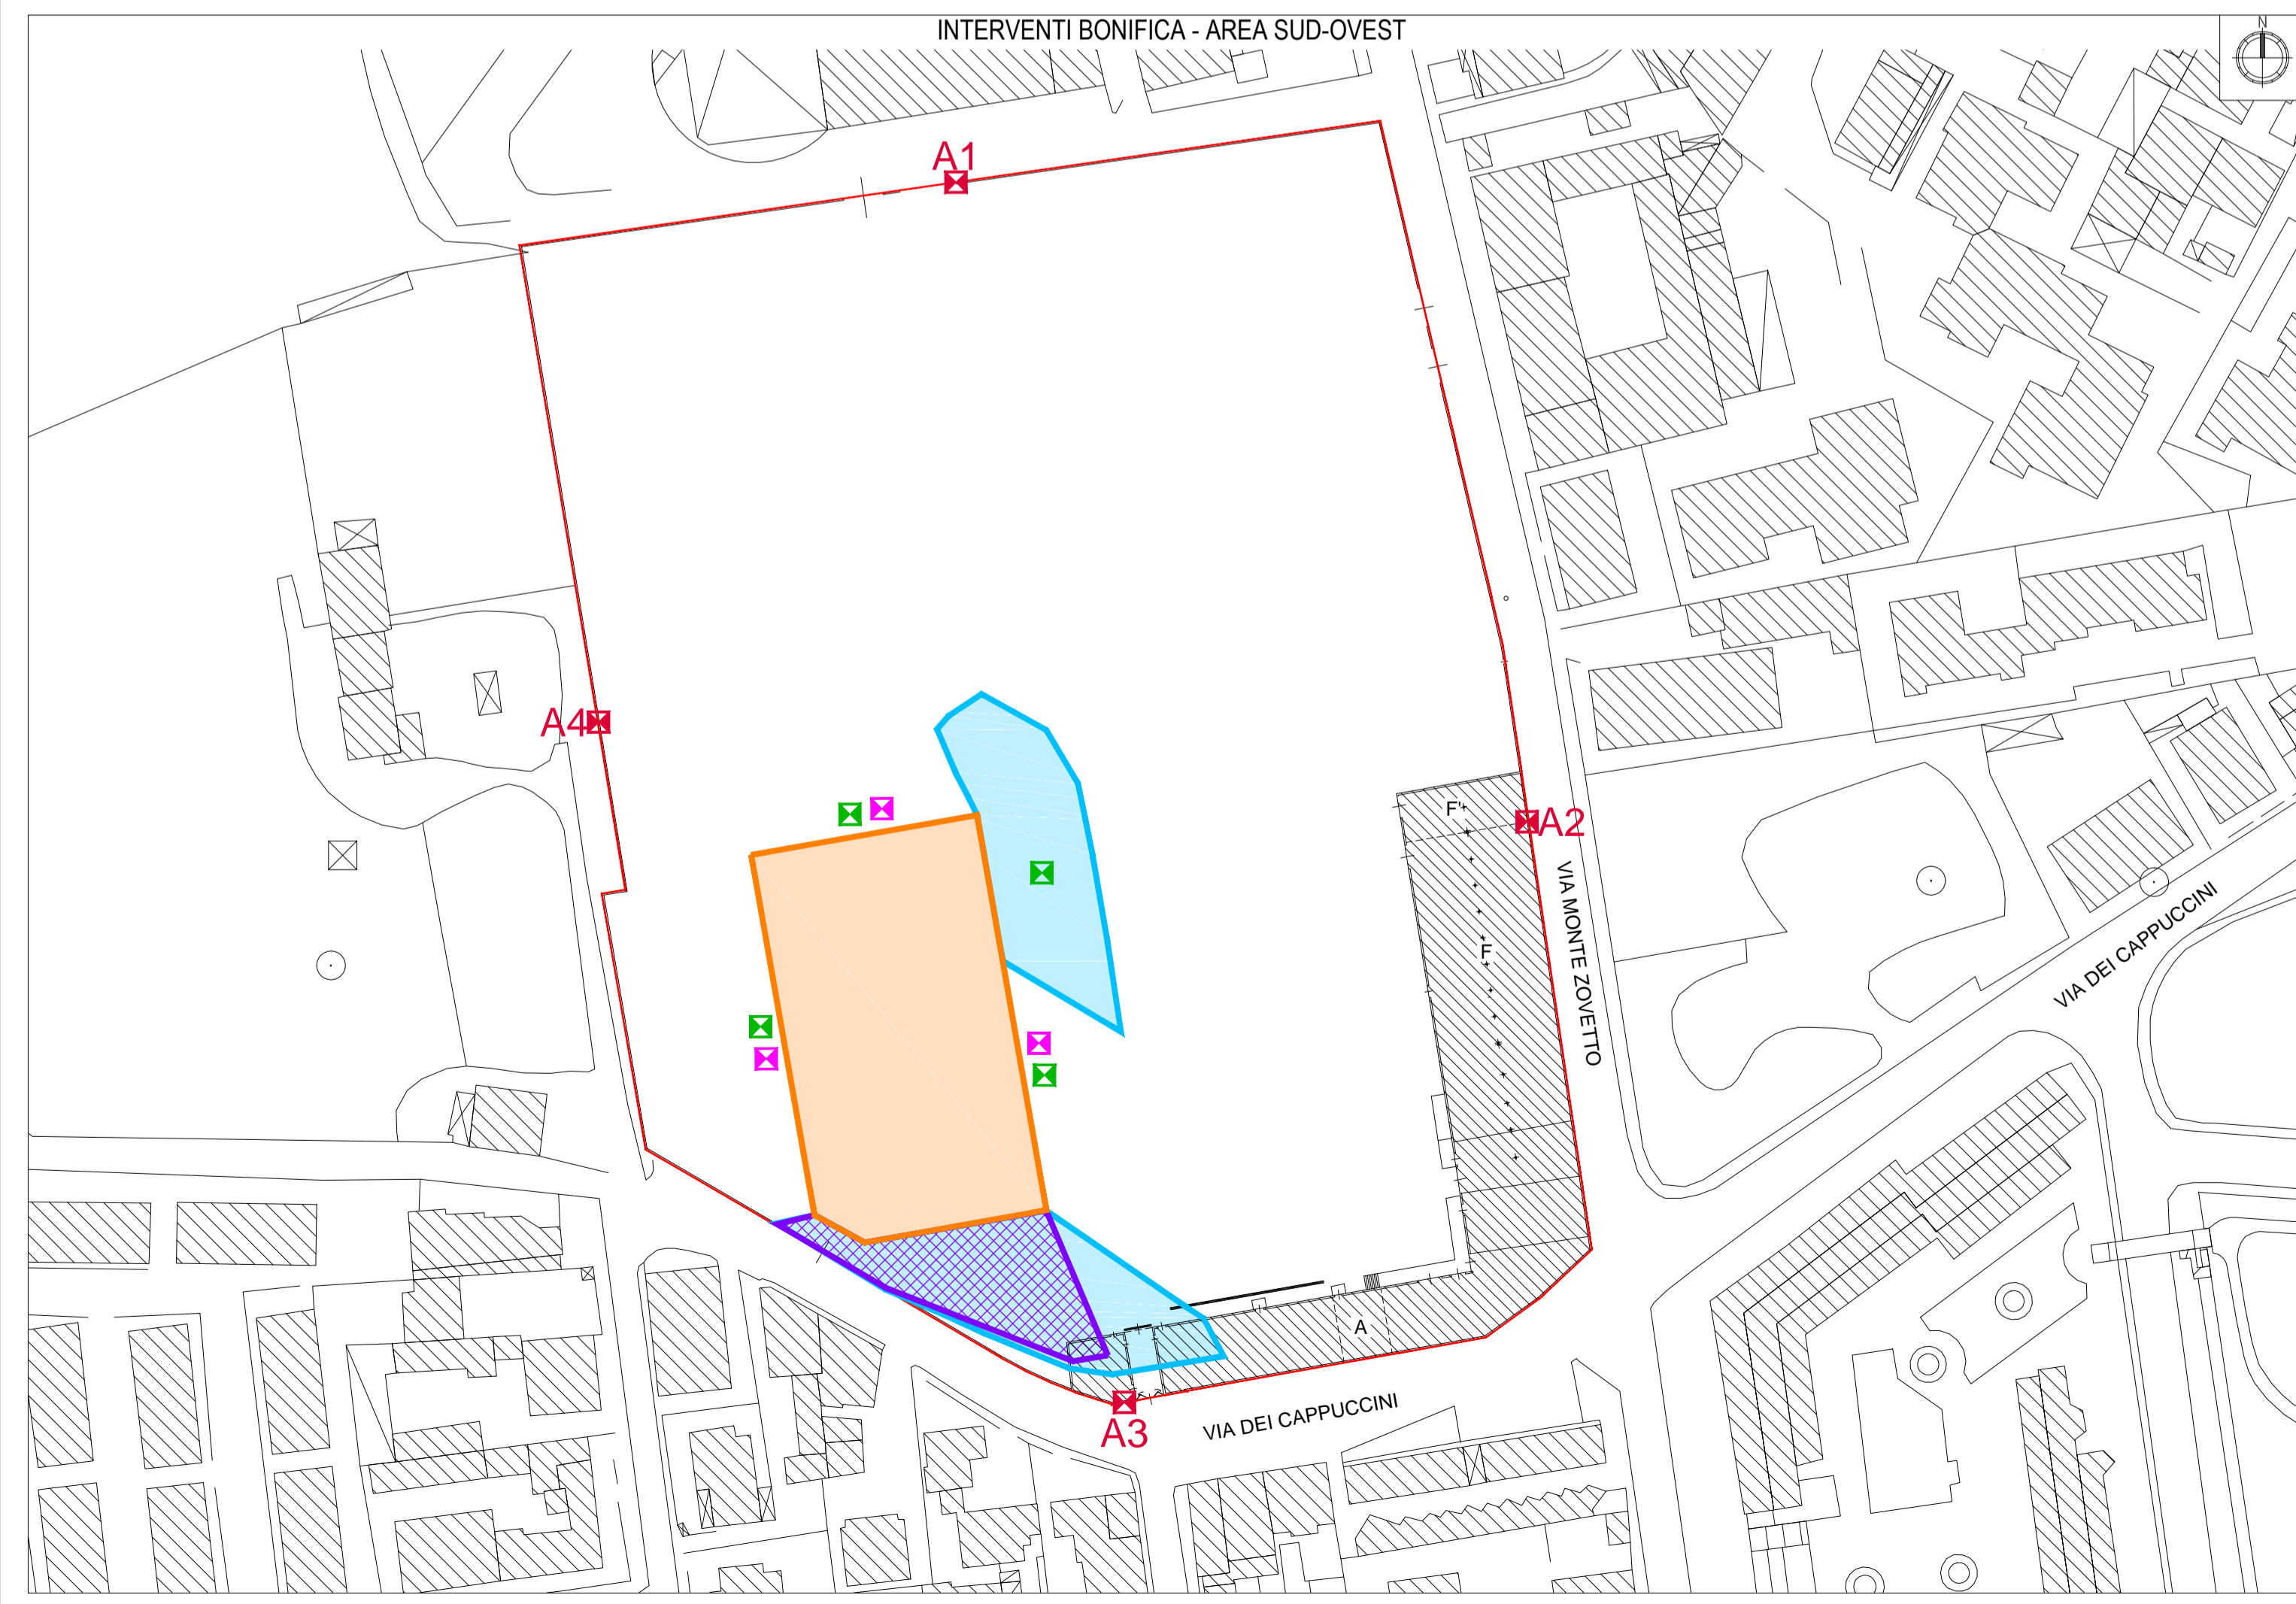 INTERVENTI BONIFICA - AREA SUD-OVEST
N
A1
A4
F'
A2
F
VIA MONTE ZOVETTO
VIA DEI CAPPUCCINI
A
A3
VIA DEI CAPPUCCINI